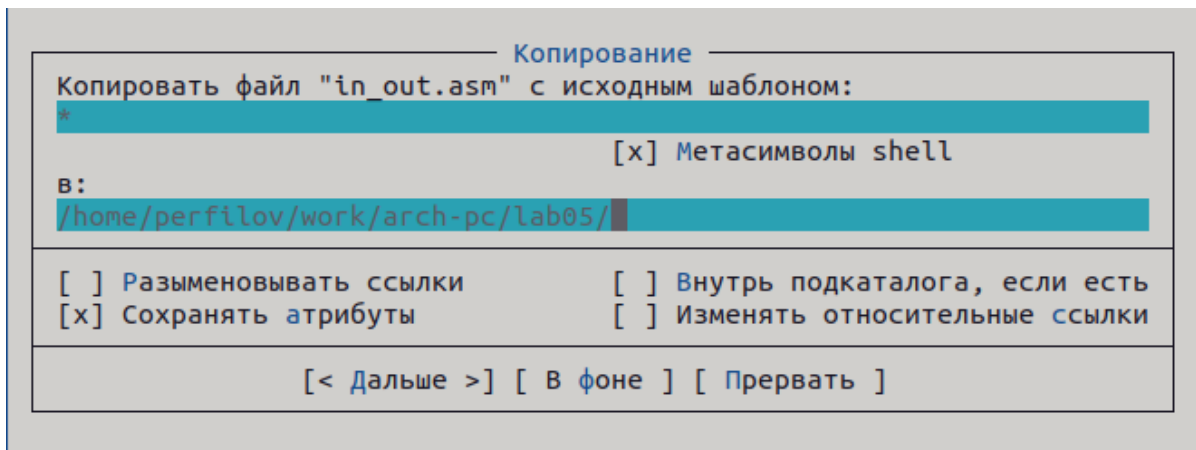 Копирование
Копировать файл "in_out.asm" с исходным шаблоном:
*
[x] Метасимволы shell
в:
/home/perfilov/work/arch-pc/lab05/
[ ] Разыменовывать ссылки [ ] Внутрь подкаталога, если есть
[x] Сохранять атрибуты [ ] Изменять относительные ссылки
[< Дальше >] [ В фоне ] [ Прервать ]